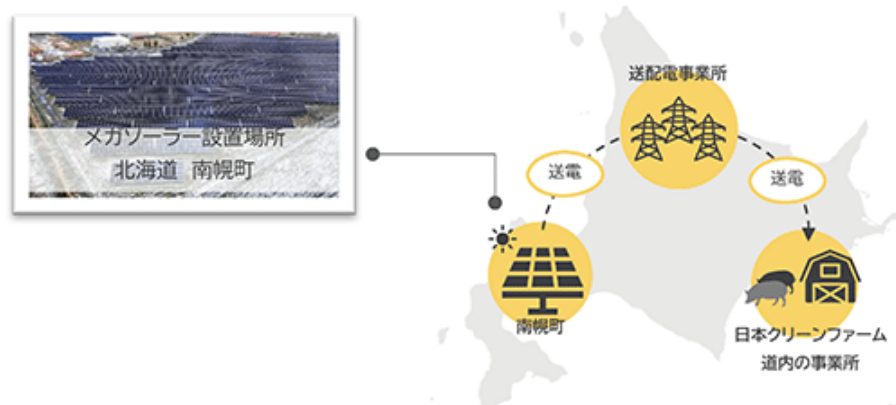 メガソーラー設置場所
北海道 南幌町
送配電事業所
送電
送電
南幌町
日本クリーンファーム
道内の事業所